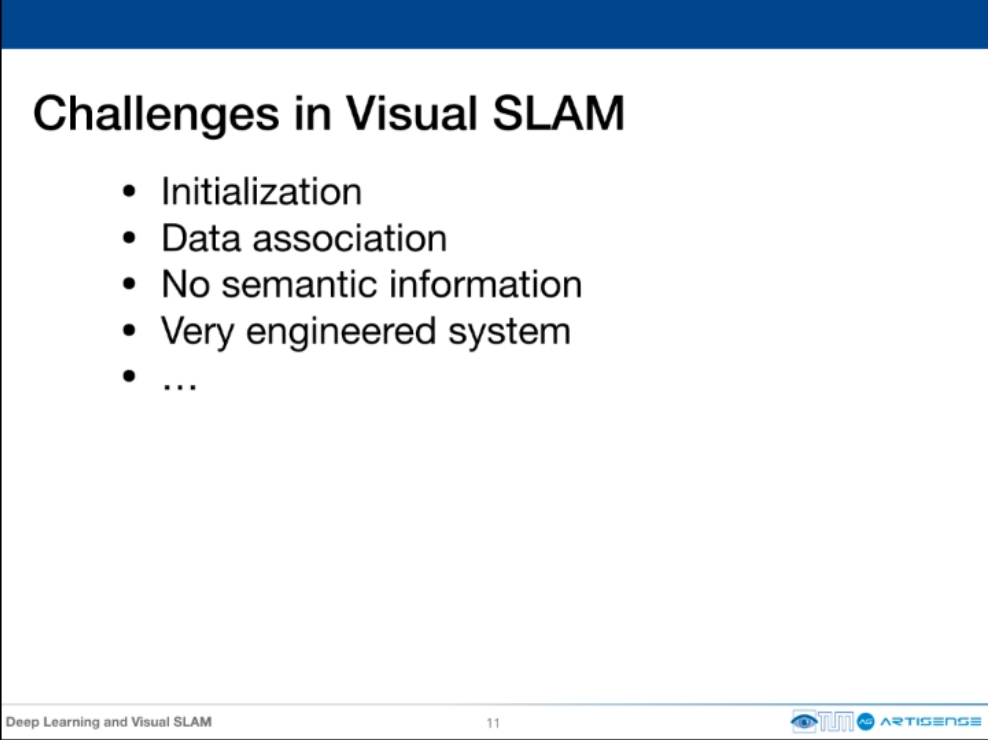 Challenges in Visual SLAM
• Initialization
• Data association
• No semantic information
• Very engineered system
• ...
Deep Learning and Visual SLAM
11
TUM
AG ARTISENSE